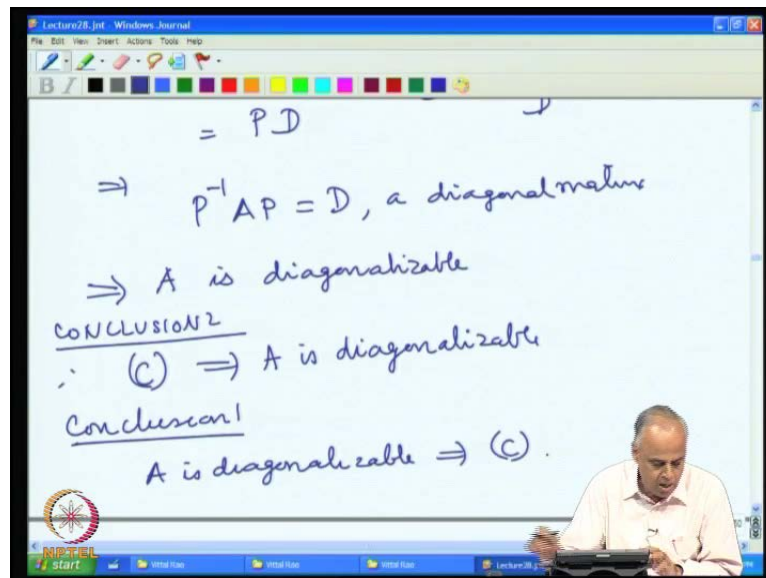 Lecture28.jnt - Windows Journal
File Edit View Insert Actions Tools Help
B I
= PD D
⇒ P⁻¹AP = D, a diagonal matrix
⇒ A is diagonalizable
CONCLUSION 2
∴ (C) ⇒ A is diagonalizable
Conclusion 1
A is diagonalizable ⇒ (C).
NPTEL
start Vittal Rao Vittal Rao Vittal Rao Lecture28.j